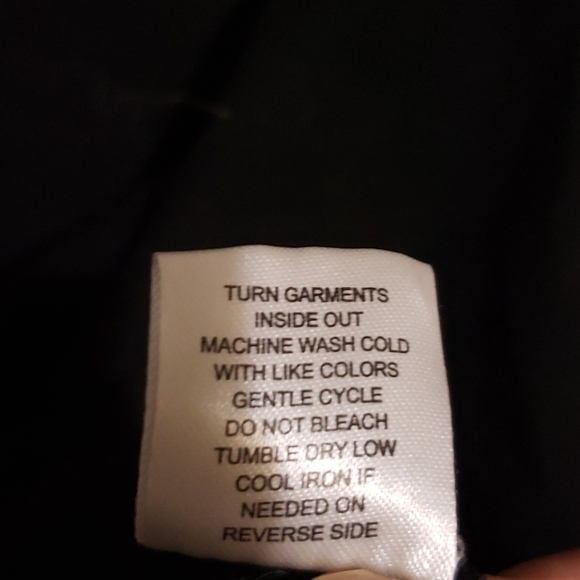 TURN GARMENTS
INSIDE OUT
MACHINE WASH COLD
WITH LIKE COLORS
GENTLE CYCLE
DO NOT BLEACH
TUMBLE DRY LOW
COOL IRON IF
NEEDED ON
REVERSE SIDE